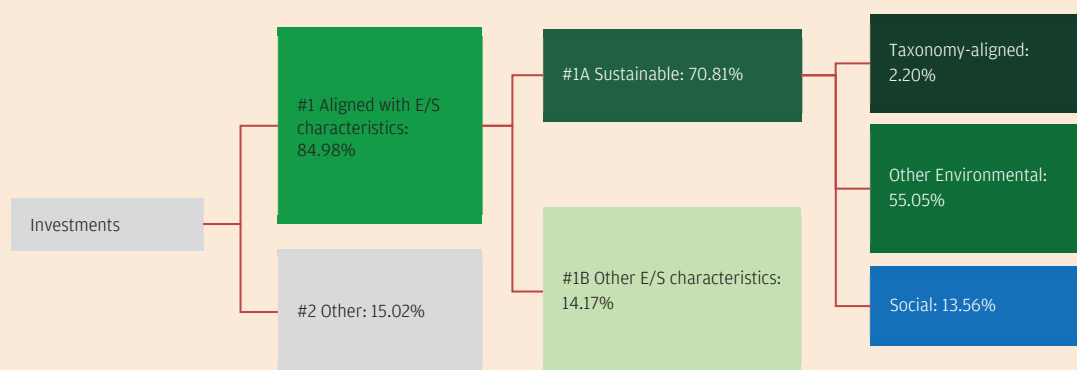 Investments
#1 Aligned with E/S
characteristics:
84.98%
#2 Other: 15.02%
#1A Sustainable: 70.81%
#1B Other E/S characteristics:
14.17%
Taxonomy-aligned:
2.20%
Other Environmental:
55.05%
Social: 13.56%